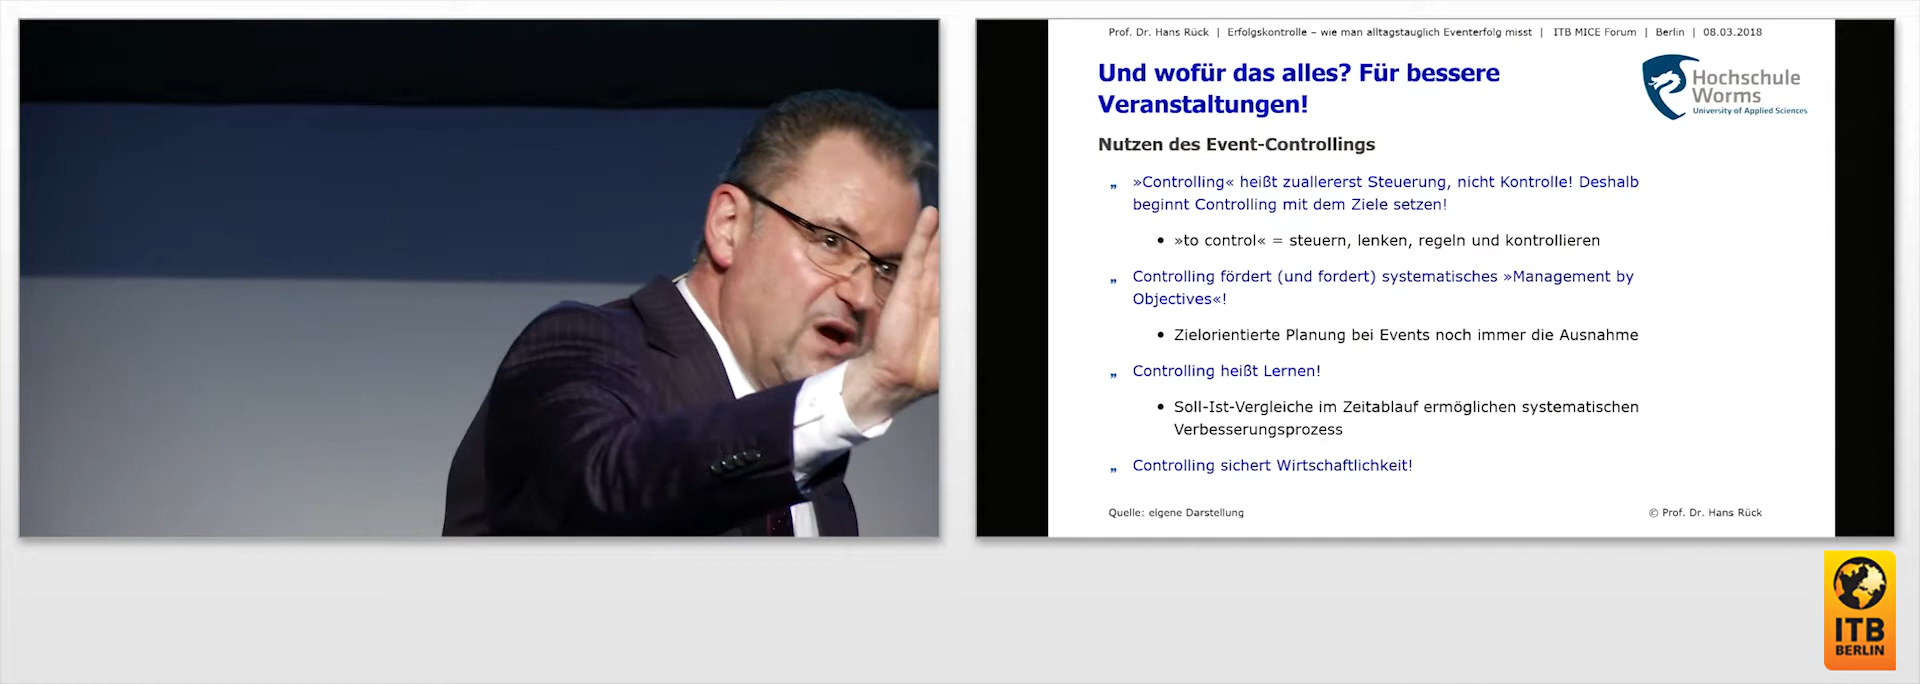 Prof. Dr. Hans Rück | Erfolgskontrolle – wie man alltagstauglich Eventerfolg misst | ITB MICE Forum | Berlin | 08.03.2018
Und wofür das alles? Für bessere
Veranstaltungen!
Hochschule
Worms
University of Applied Sciences
Nutzen des Event-Controllings
„ »Controlling« heißt zuallererst Steuerung, nicht Kontrolle! Deshalb
beginnt Controlling mit dem Ziele setzen!
• »to control« = steuern, lenken, regeln und kontrollieren
„ Controlling fördert (und fordert) systematisches »Management by
Objectives«!
• Zielorientierte Planung bei Events noch immer die Ausnahme
„ Controlling heißt Lernen!
• Soll-Ist-Vergleiche im Zeitablauf ermöglichen systematischen
Verbesserungsprozess
„ Controlling sichert Wirtschaftlichkeit!
Quelle: eigene Darstellung
© Prof. Dr. Hans Rück
ITB
BERLIN